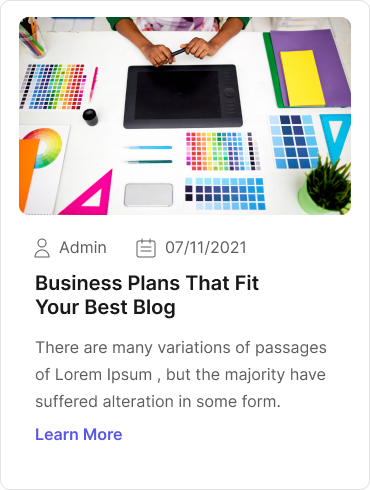 Admin 07/11/2021
Business Plans That Fit
Your Best Blog
There are many variations of passages
of Lorem Ipsum , but the majority have
suffered alteration in some form.
Learn More